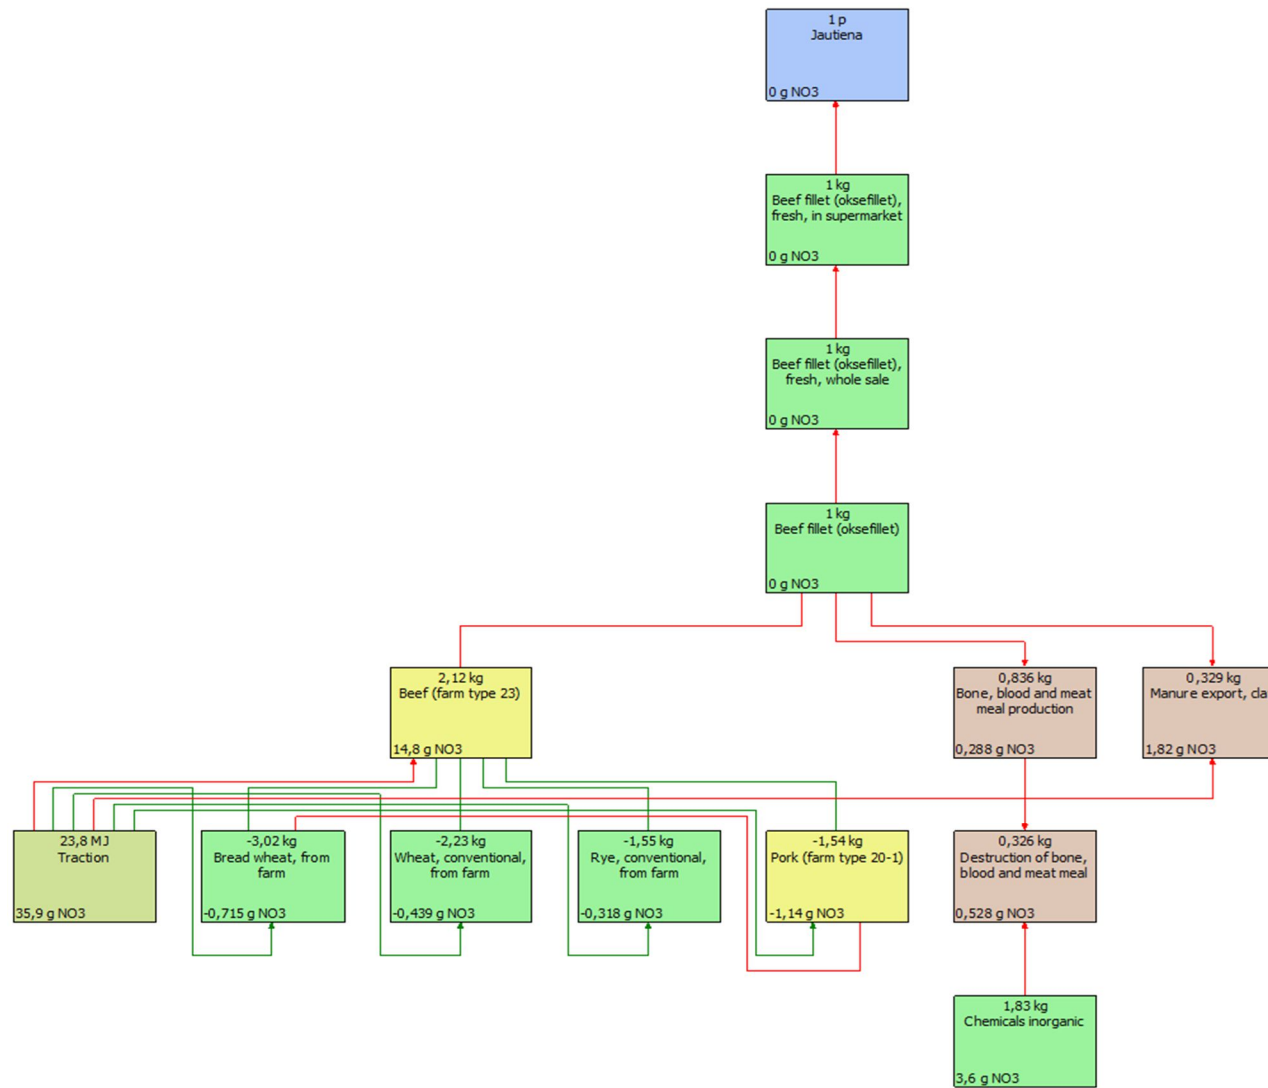 1 p
Jautiena
0 g NO3
1 kg
Beef fillet (oksefillet),
fresh, in supermarket
0 g NO3
1 kg
Beef fillet (oksefillet),
fresh, whole sale
0 g NO3
1 kg
Beef fillet (oksefillet)
0 g NO3
2,12 kg
Beef (farm type 23)
14,8 g NO3
0,836 kg
Bone, blood and meat
meal production
0,288 g NO3
0,329 kg
Manure export, cla
1,82 g NO3
23,8 MJ
Traction
35,9 g NO3
-3,02 kg
Bread wheat, from
farm
-0,715 g NO3
-2,23 kg
Wheat, conventional,
from farm
-0,439 g NO3
-1,55 kg
Rye, conventional,
from farm
-0,318 g NO3
-1,54 kg
Pork (farm type 20-1)
-1,14 g NO3
0,326 kg
Destruction of bone,
blood and meat meal
0,528 g NO3
1,83 kg
Chemicals inorganic
3,6 g NO3